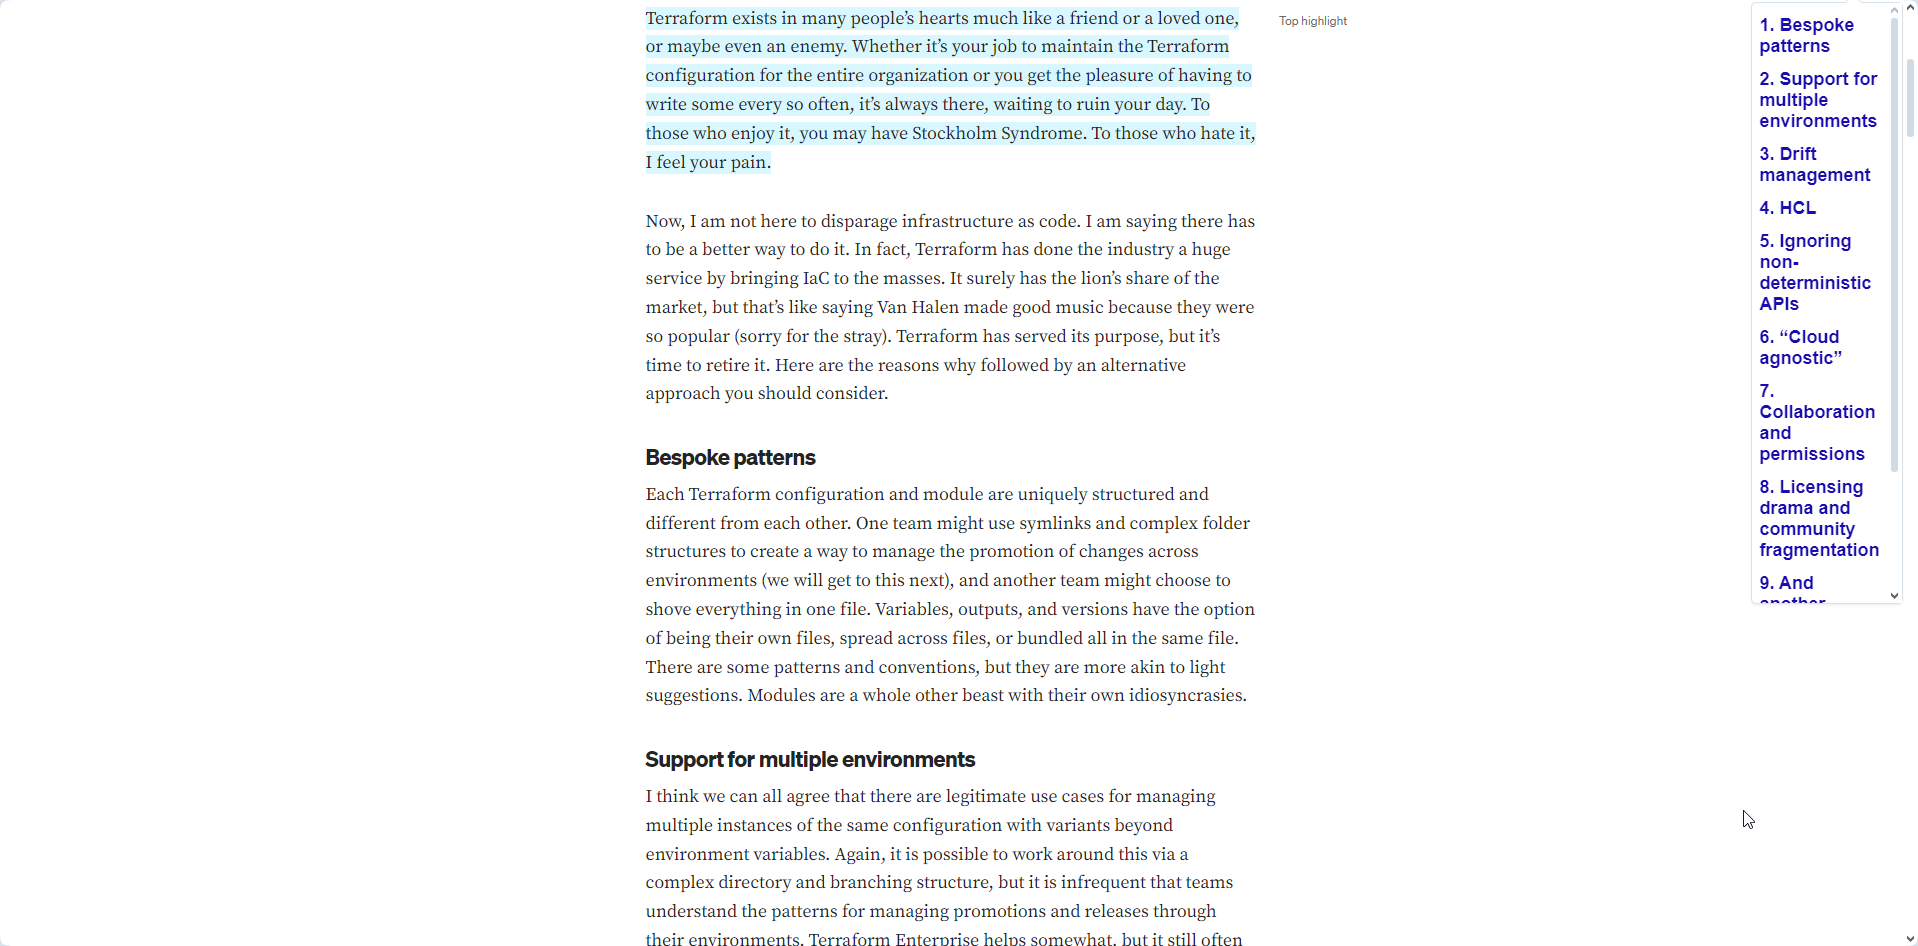 Terraform exists in many people’s hearts much like a friend or a loved one,
or maybe even an enemy. Whether it’s your job to maintain the Terraform
configuration for the entire organization or you get the pleasure of having to
write some every so often, it’s always there, waiting to ruin your day. To
those who enjoy it, you may have Stockholm Syndrome. To those who hate it,
I feel your pain.
Top highlight
Now, I am not here to disparage infrastructure as code. I am saying there has
to be a better way to do it. In fact, Terraform has done the industry a huge
service by bringing IaC to the masses. It surely has the lion’s share of the
market, but that’s like saying Van Halen made good music because they were
so popular (sorry for the stray). Terraform has served its purpose, but it’s
time to retire it. Here are the reasons why followed by an alternative
approach you should consider.
Bespoke patterns
Each Terraform configuration and module are uniquely structured and
different from each other. One team might use symlinks and complex folder
structures to create a way to manage the promotion of changes across
environments (we will get to this next), and another team might choose to
shove everything in one file. Variables, outputs, and versions have the option
of being their own files, spread across files, or bundled all in the same file.
There are some patterns and conventions, but they are more akin to light
suggestions. Modules are a whole other beast with their own idiosyncrasies.
Support for multiple environments
I think we can all agree that there are legitimate use cases for managing
multiple instances of the same configuration with variants beyond
environment variables. Again, it is possible to work around this via a
complex directory and branching structure, but it is infrequent that teams
understand the patterns for managing promotions and releases through
their environments. Terraform Enterprise helps somewhat, but it still often
1. Bespoke
patterns
2. Support for
multiple
environments
3. Drift
management
4. HCL
5. Ignoring
non-
deterministic
APIs
6. “Cloud
agnostic”
7.
Collaboration
and
permissions
8. Licensing
drama and
community
fragmentation
9. And
another